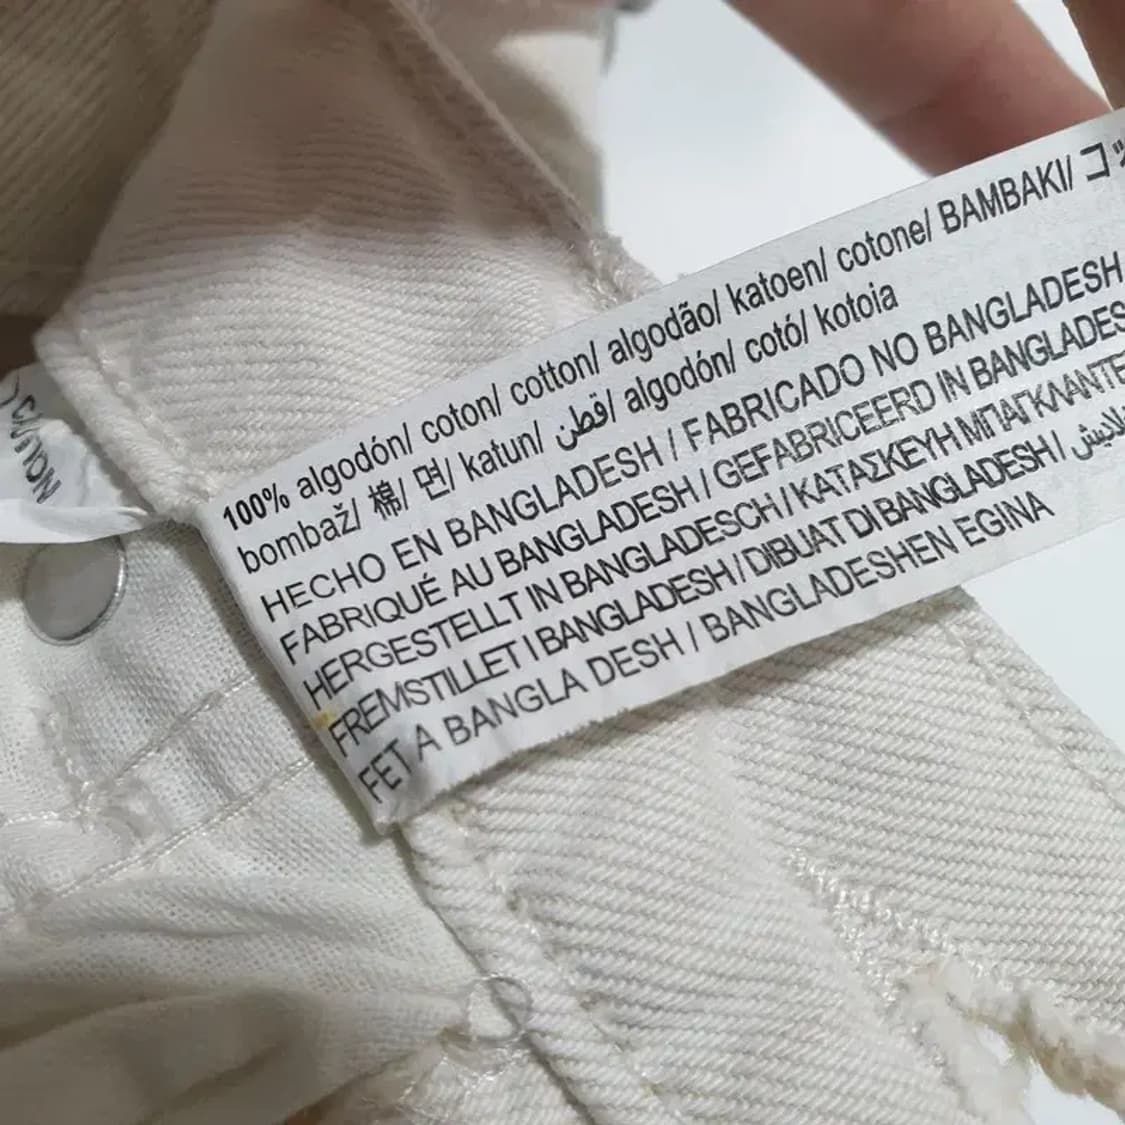 100% algodón/ coton/ cotton/ algodão/ katoen/ cotone/ BAMBAKI/ コッ
bombaž/ 棉/ 면/ katun/ قطن/ algodón/ cotó/ kotoia
HECHO EN BANGLADESH / FABRICADO NO BANGLADESH
FABRIQUÉ AU BANGLADESH / GEFABRICEERD IN BANGLADES
HERGESTELLT IN BANGLADESCH / ΚΑΤΑΣΚΕΥΗ ΜΠΑΓΚΛΑΝΤΕ
FREMSTILLET I BANGLADESH / DIBUAT DI BANGLADESH /
FET A BANGLA DESH / BANGLADESHEN EGINA